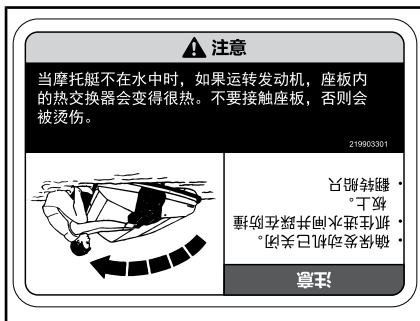 注意
当摩托艇不在水中时，如果运转发动机，座板内
的热交换器会变得很热。不要接触座板，否则会
被烫伤。
219903301
注意
• 确保发动机已关闭。
• 抓住进水闸并踩在防撞
板上。
• 翻转船只